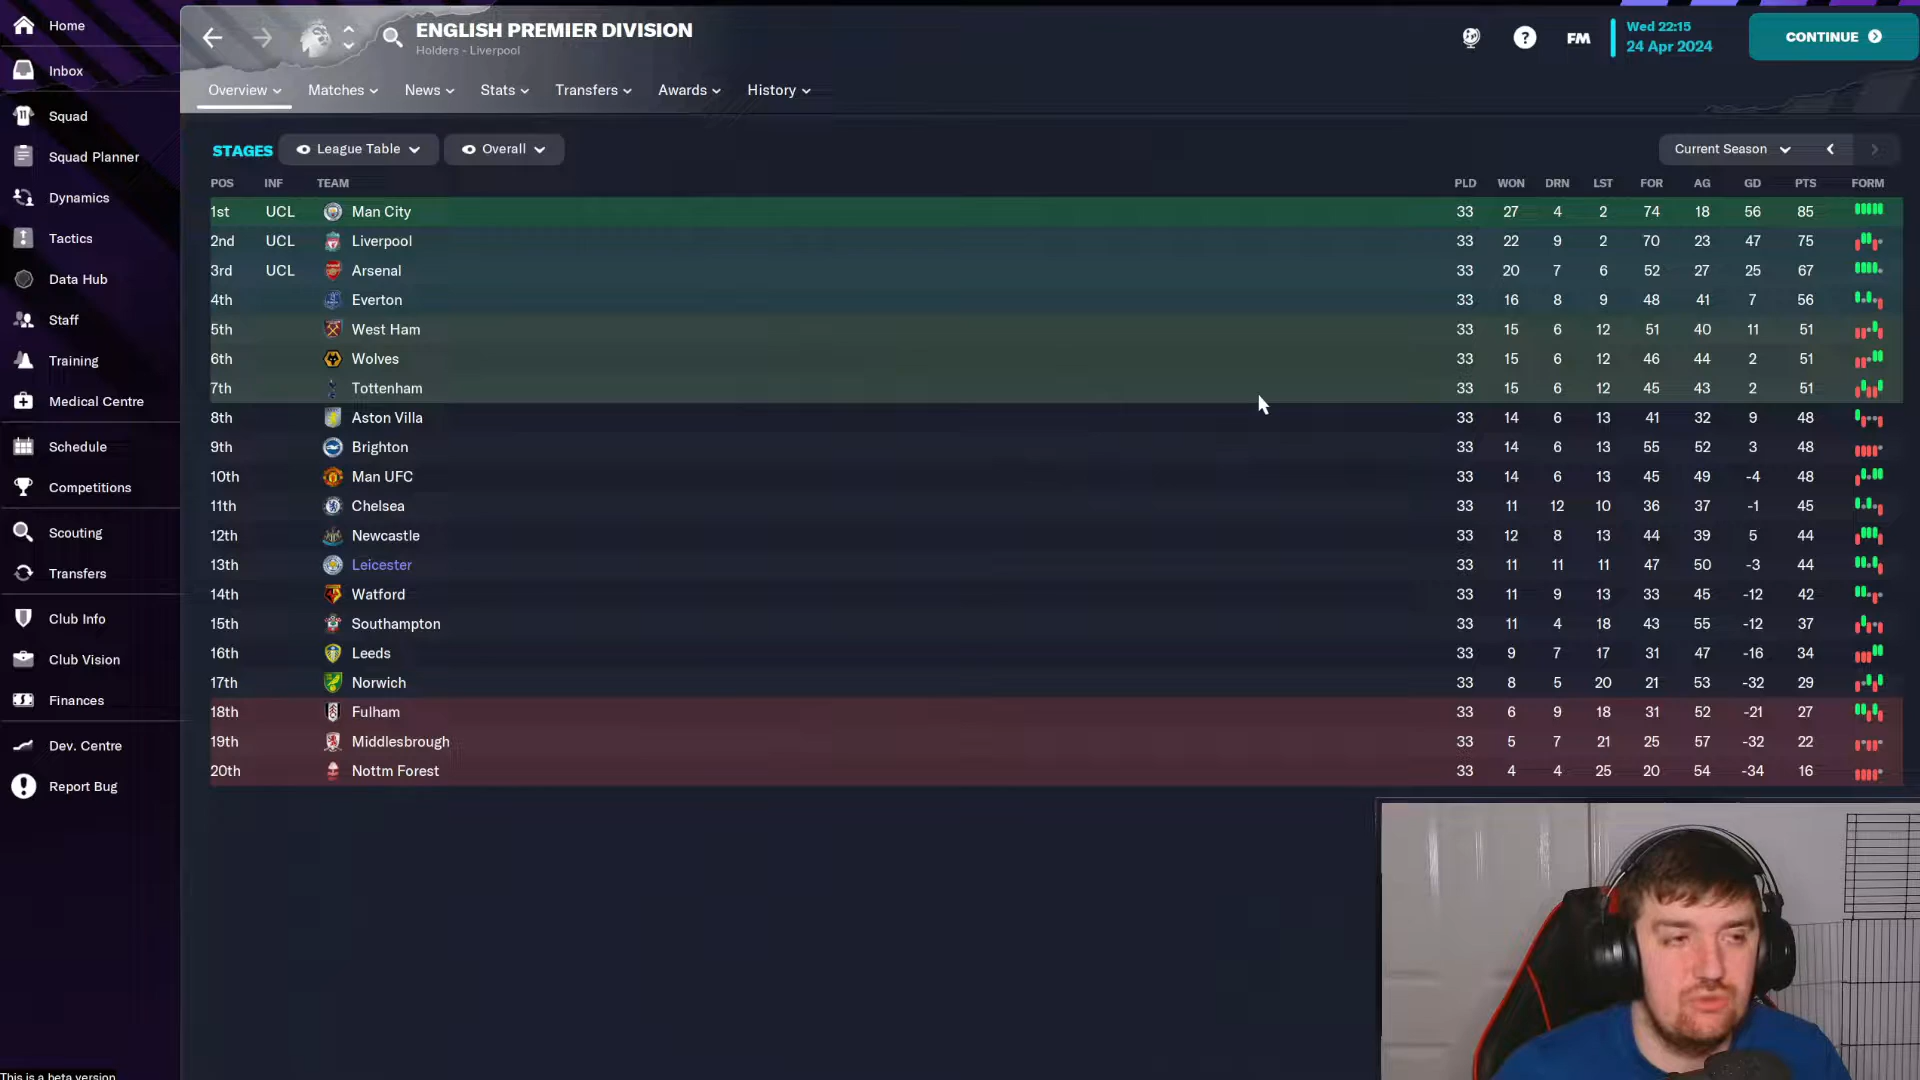 Home
Inbox
Squad
Squad Planner
Dynamics
Tactics
Data Hub
Staff
Training
Medical Centre
Schedule
Competitions
Scouting
Transfers
Club Info
Club Vision
Finances
Dev. Centre
Report Bug
This is a beta version
ENGLISH PREMIER DIVISION
Holders - Liverpool
? FM
Wed 22:15
24 Apr 2024
CONTINUE
Overview Matches News Stats Transfers Awards History
STAGES League Table Overall Current Season
POS INF TEAM PLD WON DRN LST FOR AG GD PTS FORM
1st UCL Man City 33 27 4 2 74 18 56 85
2nd UCL Liverpool 33 22 9 2 70 23 47 75
3rd UCL Arsenal 33 20 7 6 52 27 25 67
4th Everton 33 16 8 9 48 41 7 56
5th West Ham 33 15 6 12 51 40 11 51
6th Wolves 33 15 6 12 46 44 2 51
7th Tottenham 33 15 6 12 45 43 2 51
8th Aston Villa 33 14 6 13 41 32 9 48
9th Brighton 33 14 6 13 55 52 3 48
10th Man UFC 33 14 6 13 45 49 -4 48
11th Chelsea 33 11 12 10 36 37 -1 45
12th Newcastle 33 12 8 13 44 39 5 44
13th Leicester 33 11 11 11 47 50 -3 44
14th Watford 33 11 9 13 33 45 -12 42
15th Southampton 33 11 4 18 43 55 -12 37
16th Leeds 33 9 7 17 31 47 -16 34
17th Norwich 33 8 5 20 21 53 -32 29
18th Fulham 33 6 9 18 31 52 -21 27
19th Middlesbrough 33 5 7 21 25 57 -32 22
20th Nottm Forest 33 4 4 25 20 54 -34 16